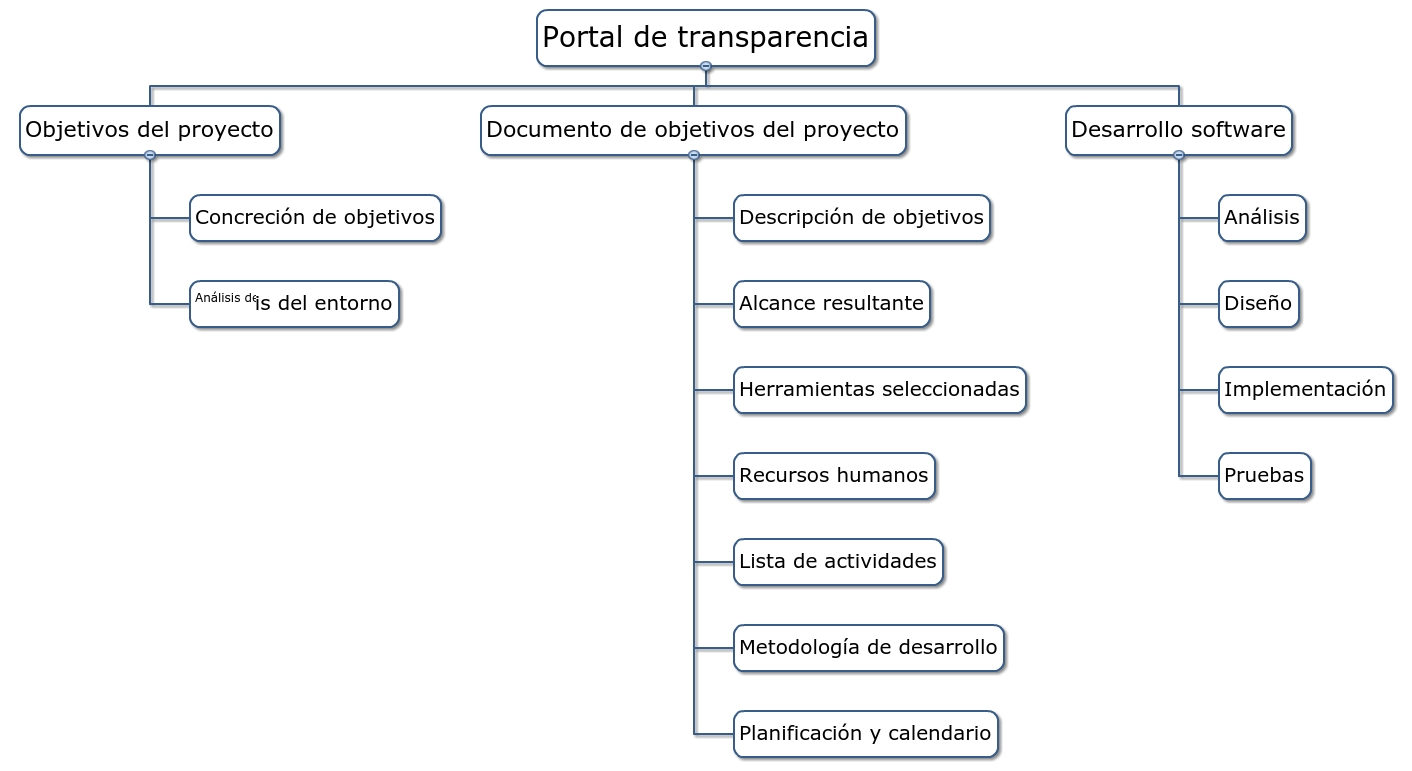 Portal de transparencia
Objetivos del proyecto
Documento de objetivos del proyecto
Desarrollo software
Concreción de objetivos
Análisis de
is del entorno
Descripción de objetivos
Alcance resultante
Herramientas seleccionadas
Recursos humanos
Lista de actividades
Metodología de desarrollo
Planificación y calendario
Análisis
Diseño
Implementación
Pruebas